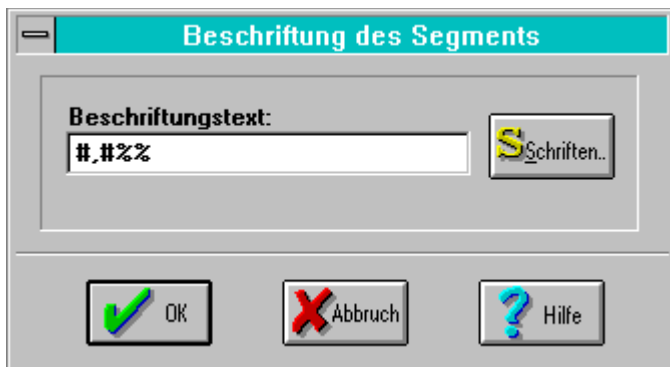 Beschriftung des Segments
Beschriftungstext:
#,#%%
Schriften..
OK
Abbruch
Hilfe